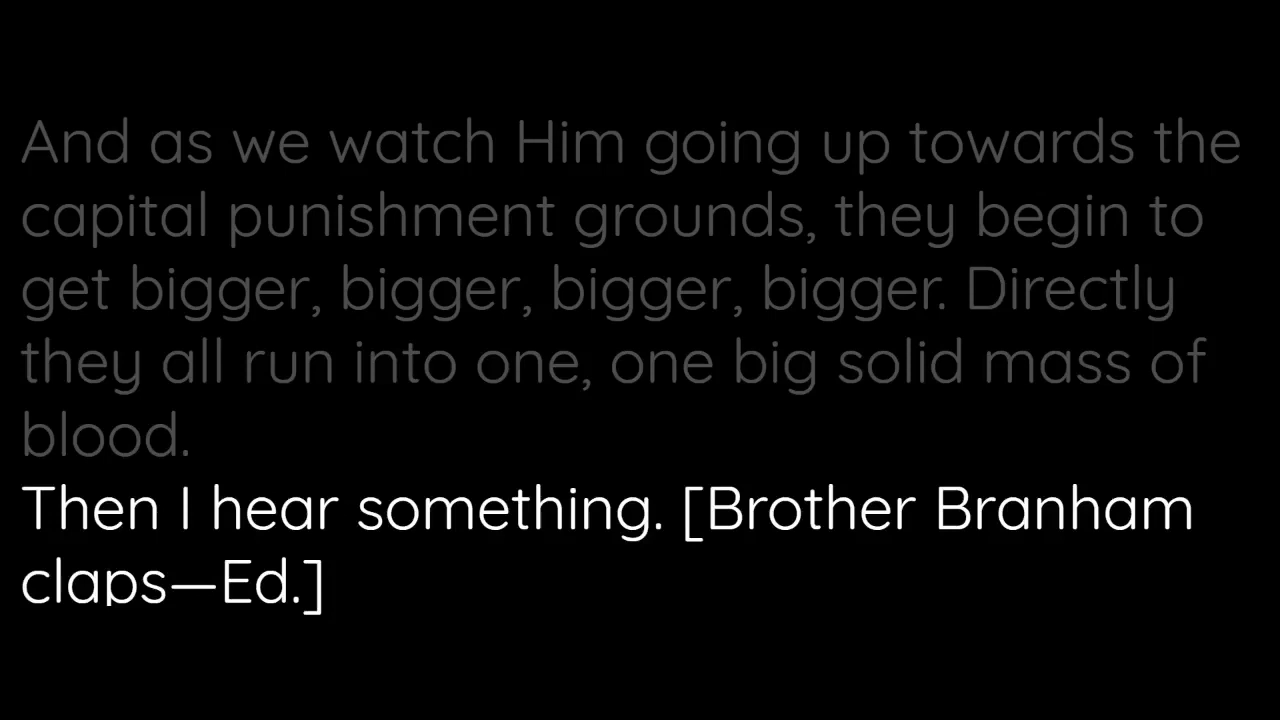 And as we watch Him going up towards the
capital punishment grounds, they begin to
get bigger, bigger, bigger, bigger. Directly
they all run into one, one big solid mass of
blood.
Then I hear something. [Brother Branham
claps—Ed.]